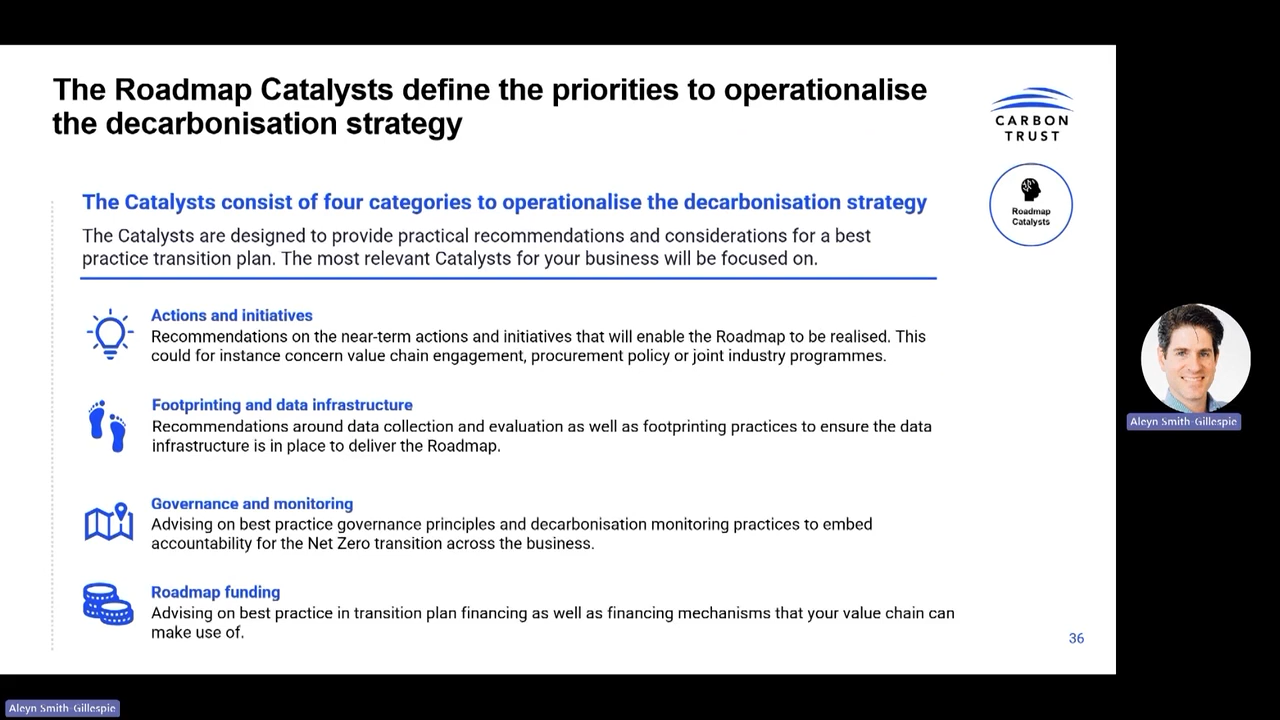 The Roadmap Catalysts define the priorities to operationalise
the decarbonisation strategy
CARBON
TRUST
Roadmap
Catalysts
The Catalysts consist of four categories to operationalise the decarbonisation strategy
The Catalysts are designed to provide practical recommendations and considerations for a best
practice transition plan. The most relevant Catalysts for your business will be focused on.
Actions and initiatives
Recommendations on the near-term actions and initiatives that will enable the Roadmap to be realised. This
could for instance concern value chain engagement, procurement policy or joint industry programmes.
Footprinting and data infrastructure
Recommendations around data collection and evaluation as well as footprinting practices to ensure the data
infrastructure is in place to deliver the Roadmap.
Governance and monitoring
Advising on best practice governance principles and decarbonisation monitoring practices to embed
accountability for the Net Zero transition across the business.
Roadmap funding
Advising on best practice in transition plan financing as well as financing mechanisms that your value chain can
make use of.
36
Aleyn Smith-Gillespie
Aleyn Smith-Gillespie